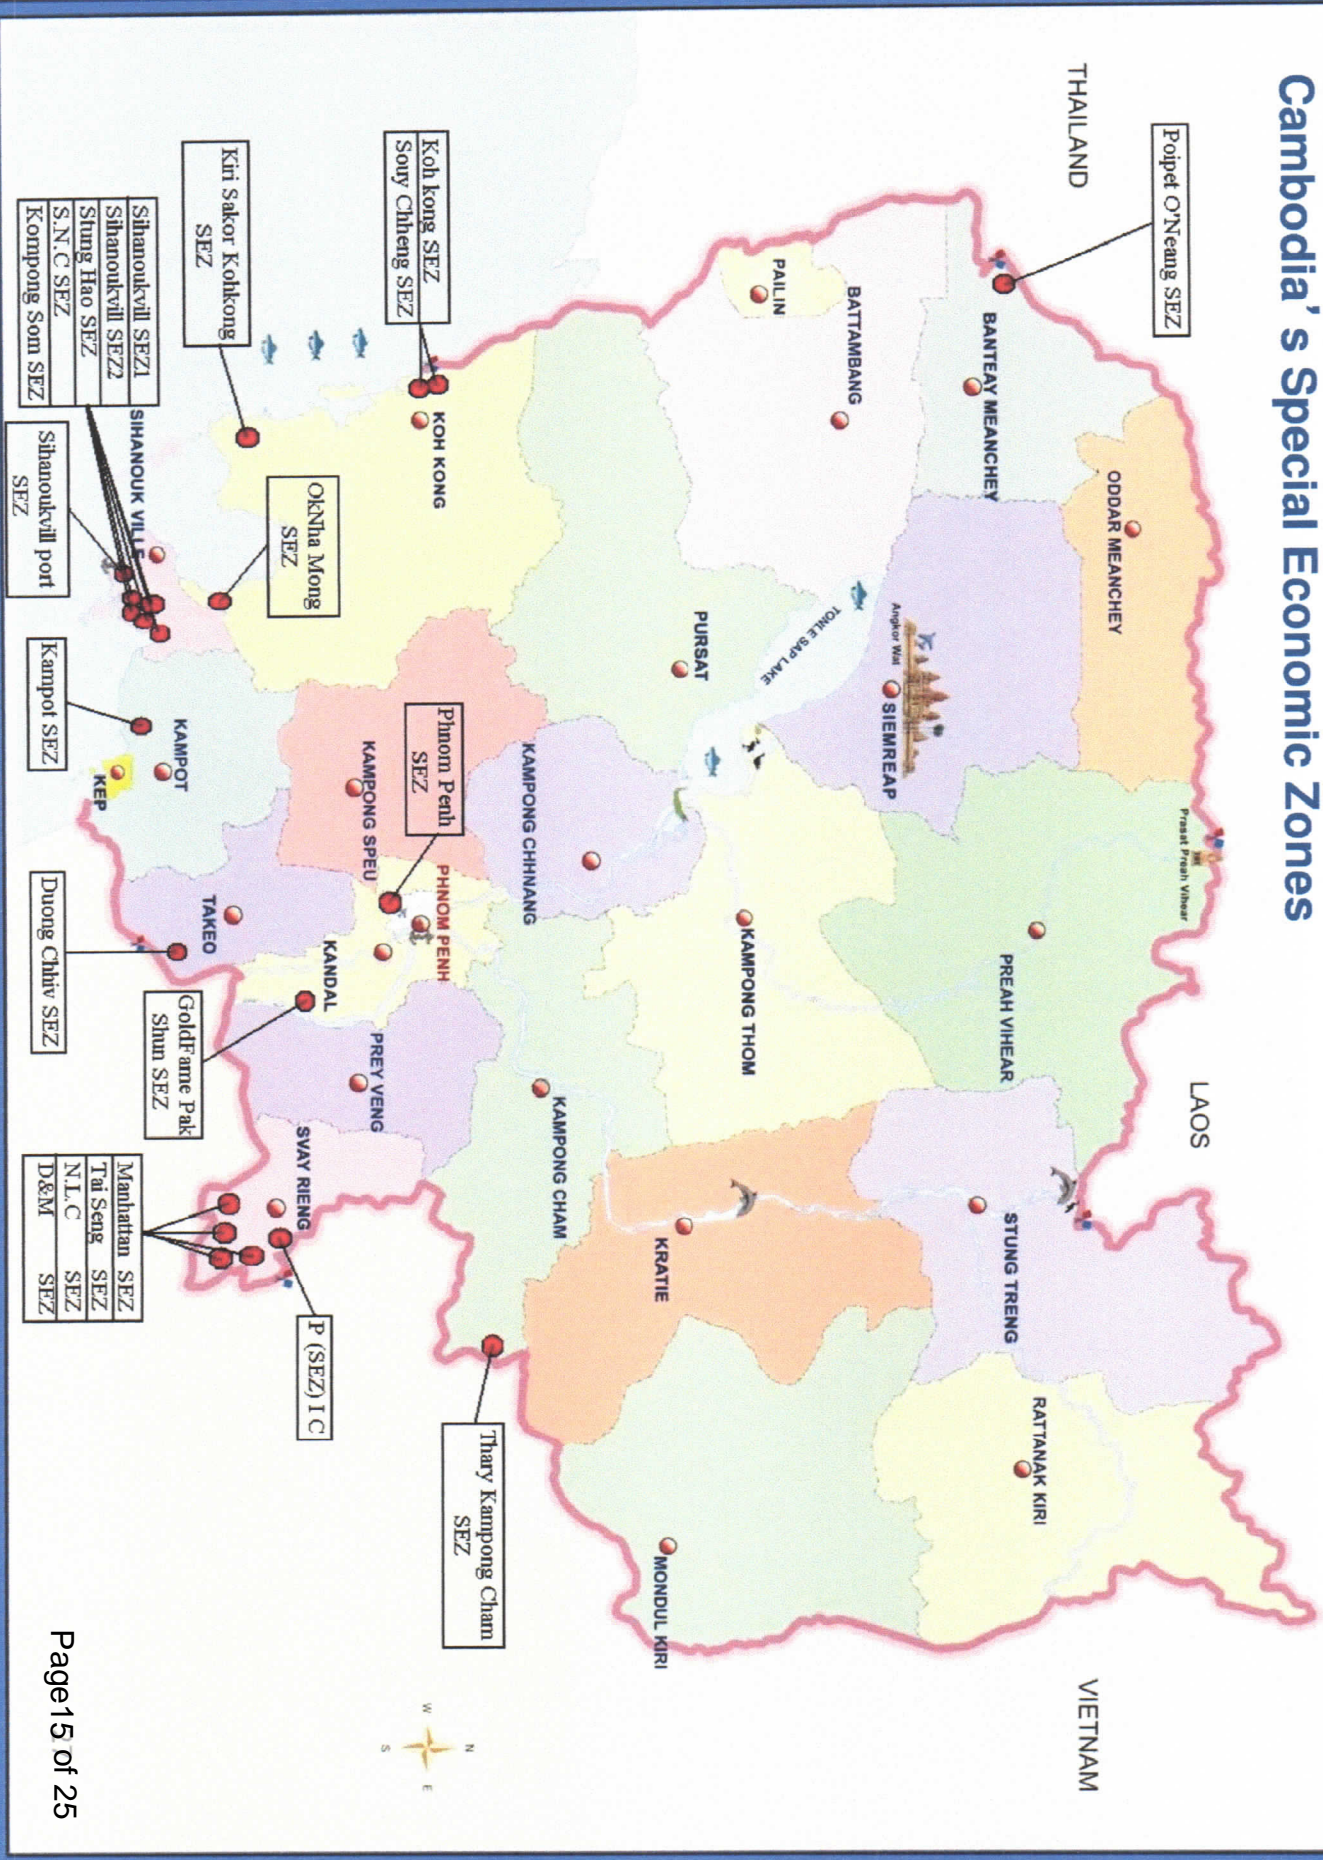 Cambodia's Special Economic Zones
THAILAND
LAOS
VIETNAM
Poipet O'Neang SEZ
Prasat Preah Vihear
ODDAR MEANCHEY
BANTEAY MEANCHEY
PREAH VIHEAR
STUNG TRENG
RATTANAK KIRI
Angkor Wat
SIEMREAP
BATTAMBANG
PAILIN
TONLE SAP LAKE
PURSAT
KAMPONG THOM
KRATIE
MONDUL KIRI
KAMPONG CHHNANG
KAMPONG CHAM
Koh kong SEZ
Souy Chheng SEZ
KOH KONG
Phnom Penh
SEZ
PHNOM PENH
Thary Kampong Cham
SEZ
KAMPONG SPEU
PREY VENG
KANDAL
SVAY RIENG
P (SEZ) I C
OkNha Mong
SEZ
Kiri Sakor Kohkong
SEZ
TAKEO
KAMPOT
KEP
GoldFame Pak
Shun SEZ
SIHANOUK VILLE
Sihanoukvill SEZ1
Sihanoukvill SEZ2
Stung Hao SEZ
S.N.C SEZ
Kompong Som SEZ
Sihanoukvill port
SEZ
Kampot SEZ
Duong Chhiv SEZ
Manhattan SEZ
Tai Seng SEZ
N.L.C SEZ
D&M SEZ
N
W
E
S
Page15 of 25